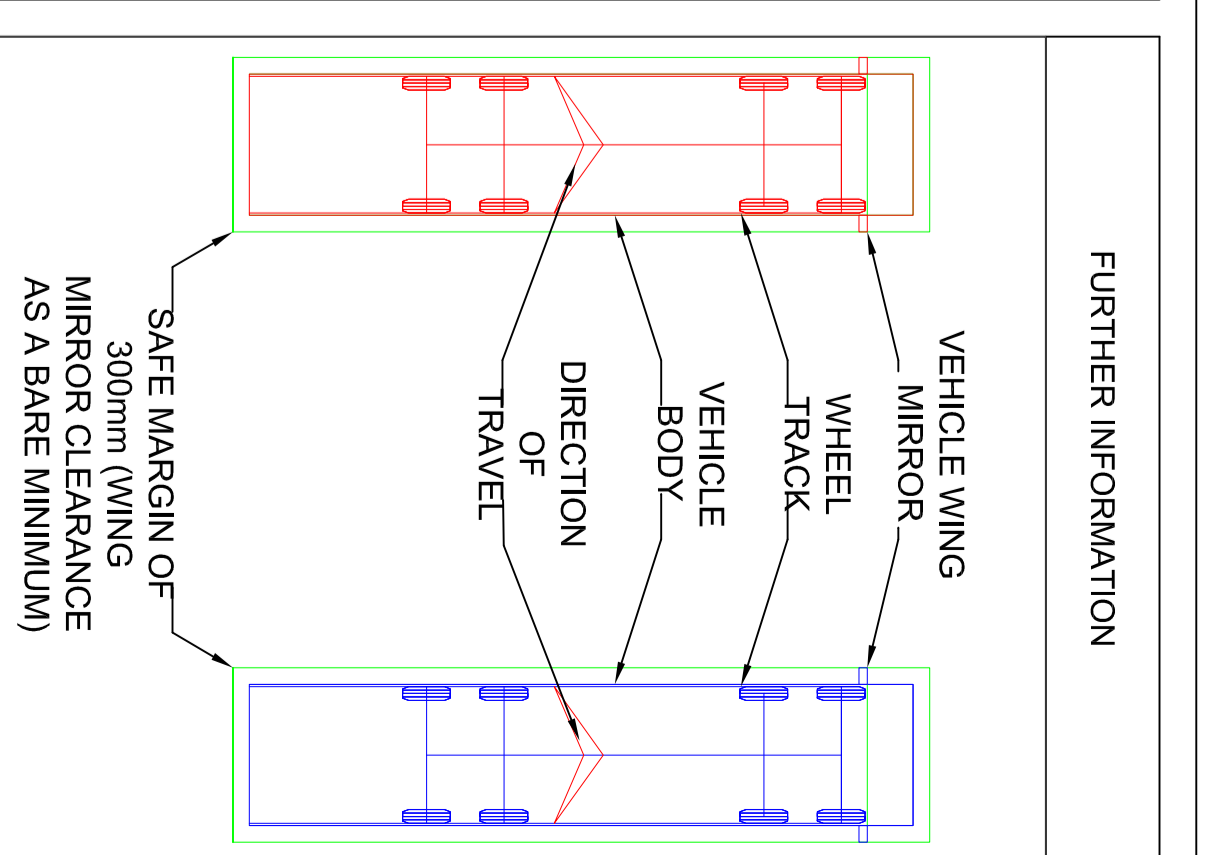 FURTHER INFORMATION
VEHICLE WING
MIRROR
WHEEL
TRACK
VEHICLE
BODY
DIRECTION
OF
TRAVEL
SAFE MARGIN OF
300mm (WING
MIRROR CLEARANCE
AS A BARE MINIMUM)